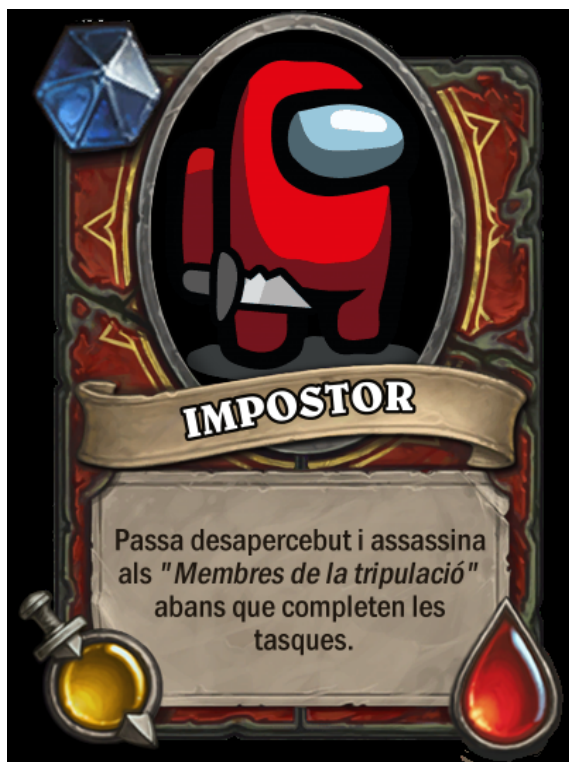 IMPOSTOR
Passa desapercebut i assassina
als "Membres de la tripulació"
abans que completen les
tasques.